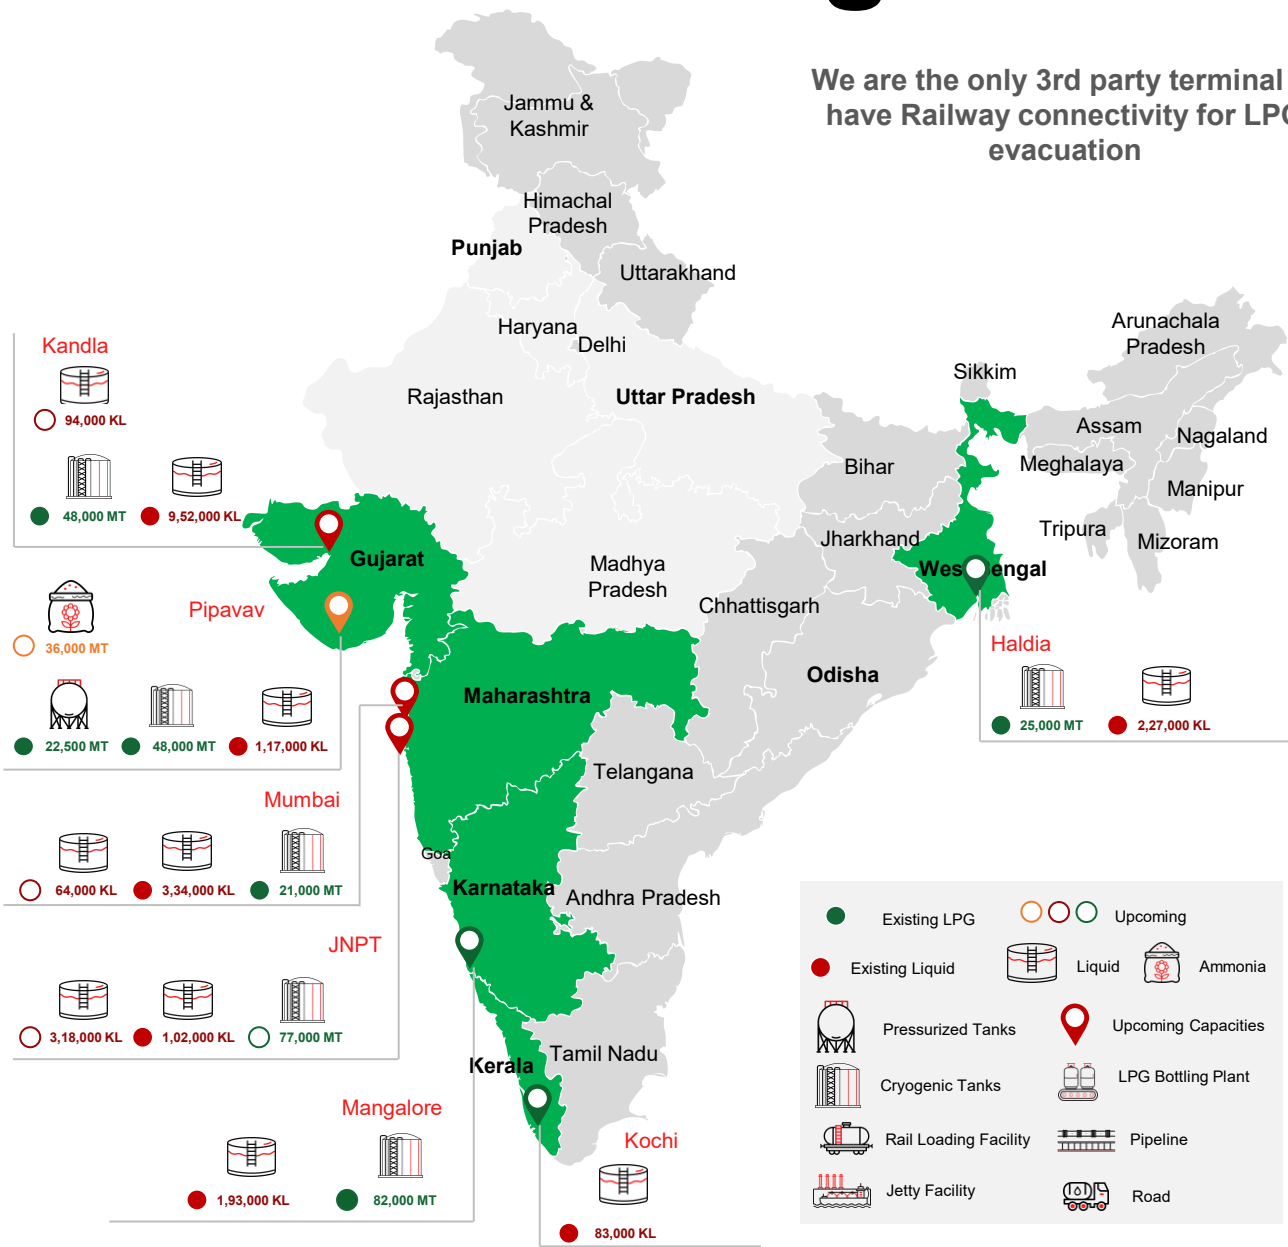 We are the only 3rd party terminal
have Railway connectivity for LPG
evacuation
Jammu &
Kashmir
Himachal
Pradesh
Punjab
Uttarakhand
Haryana
Delhi
Rajasthan
Uttar Pradesh
Arunachala
Pradesh
Sikkim
Assam
Nagaland
Meghalaya
Manipur
Tripura
Mizoram
Bihar
Jharkhand
Gujarat
Madhya
Pradesh
Chhattisgarh
Odisha
Maharashtra
Telangana
Goa
Karnataka
Andhra Pradesh
Kerala
Tamil Nadu
Kandla
94,000 KL
48,000 MT
9,52,000 KL
Pipavav
36,000 MT
22,500 MT
48,000 MT
1,17,000 KL
Mumbai
64,000 KL
3,34,000 KL
21,000 MT
JNPT
3,18,000 KL
1,02,000 KL
77,000 MT
Mangalore
1,93,000 KL
82,000 MT
Kochi
83,000 KL
Haldia
25,000 MT
2,27,000 KL
Existing LPG
Upcoming
Existing Liquid
Liquid
Ammonia
Pressurized Tanks
Upcoming Capacities
Cryogenic Tanks
LPG Bottling Plant
Rail Loading Facility
Pipeline
Jetty Facility
Road